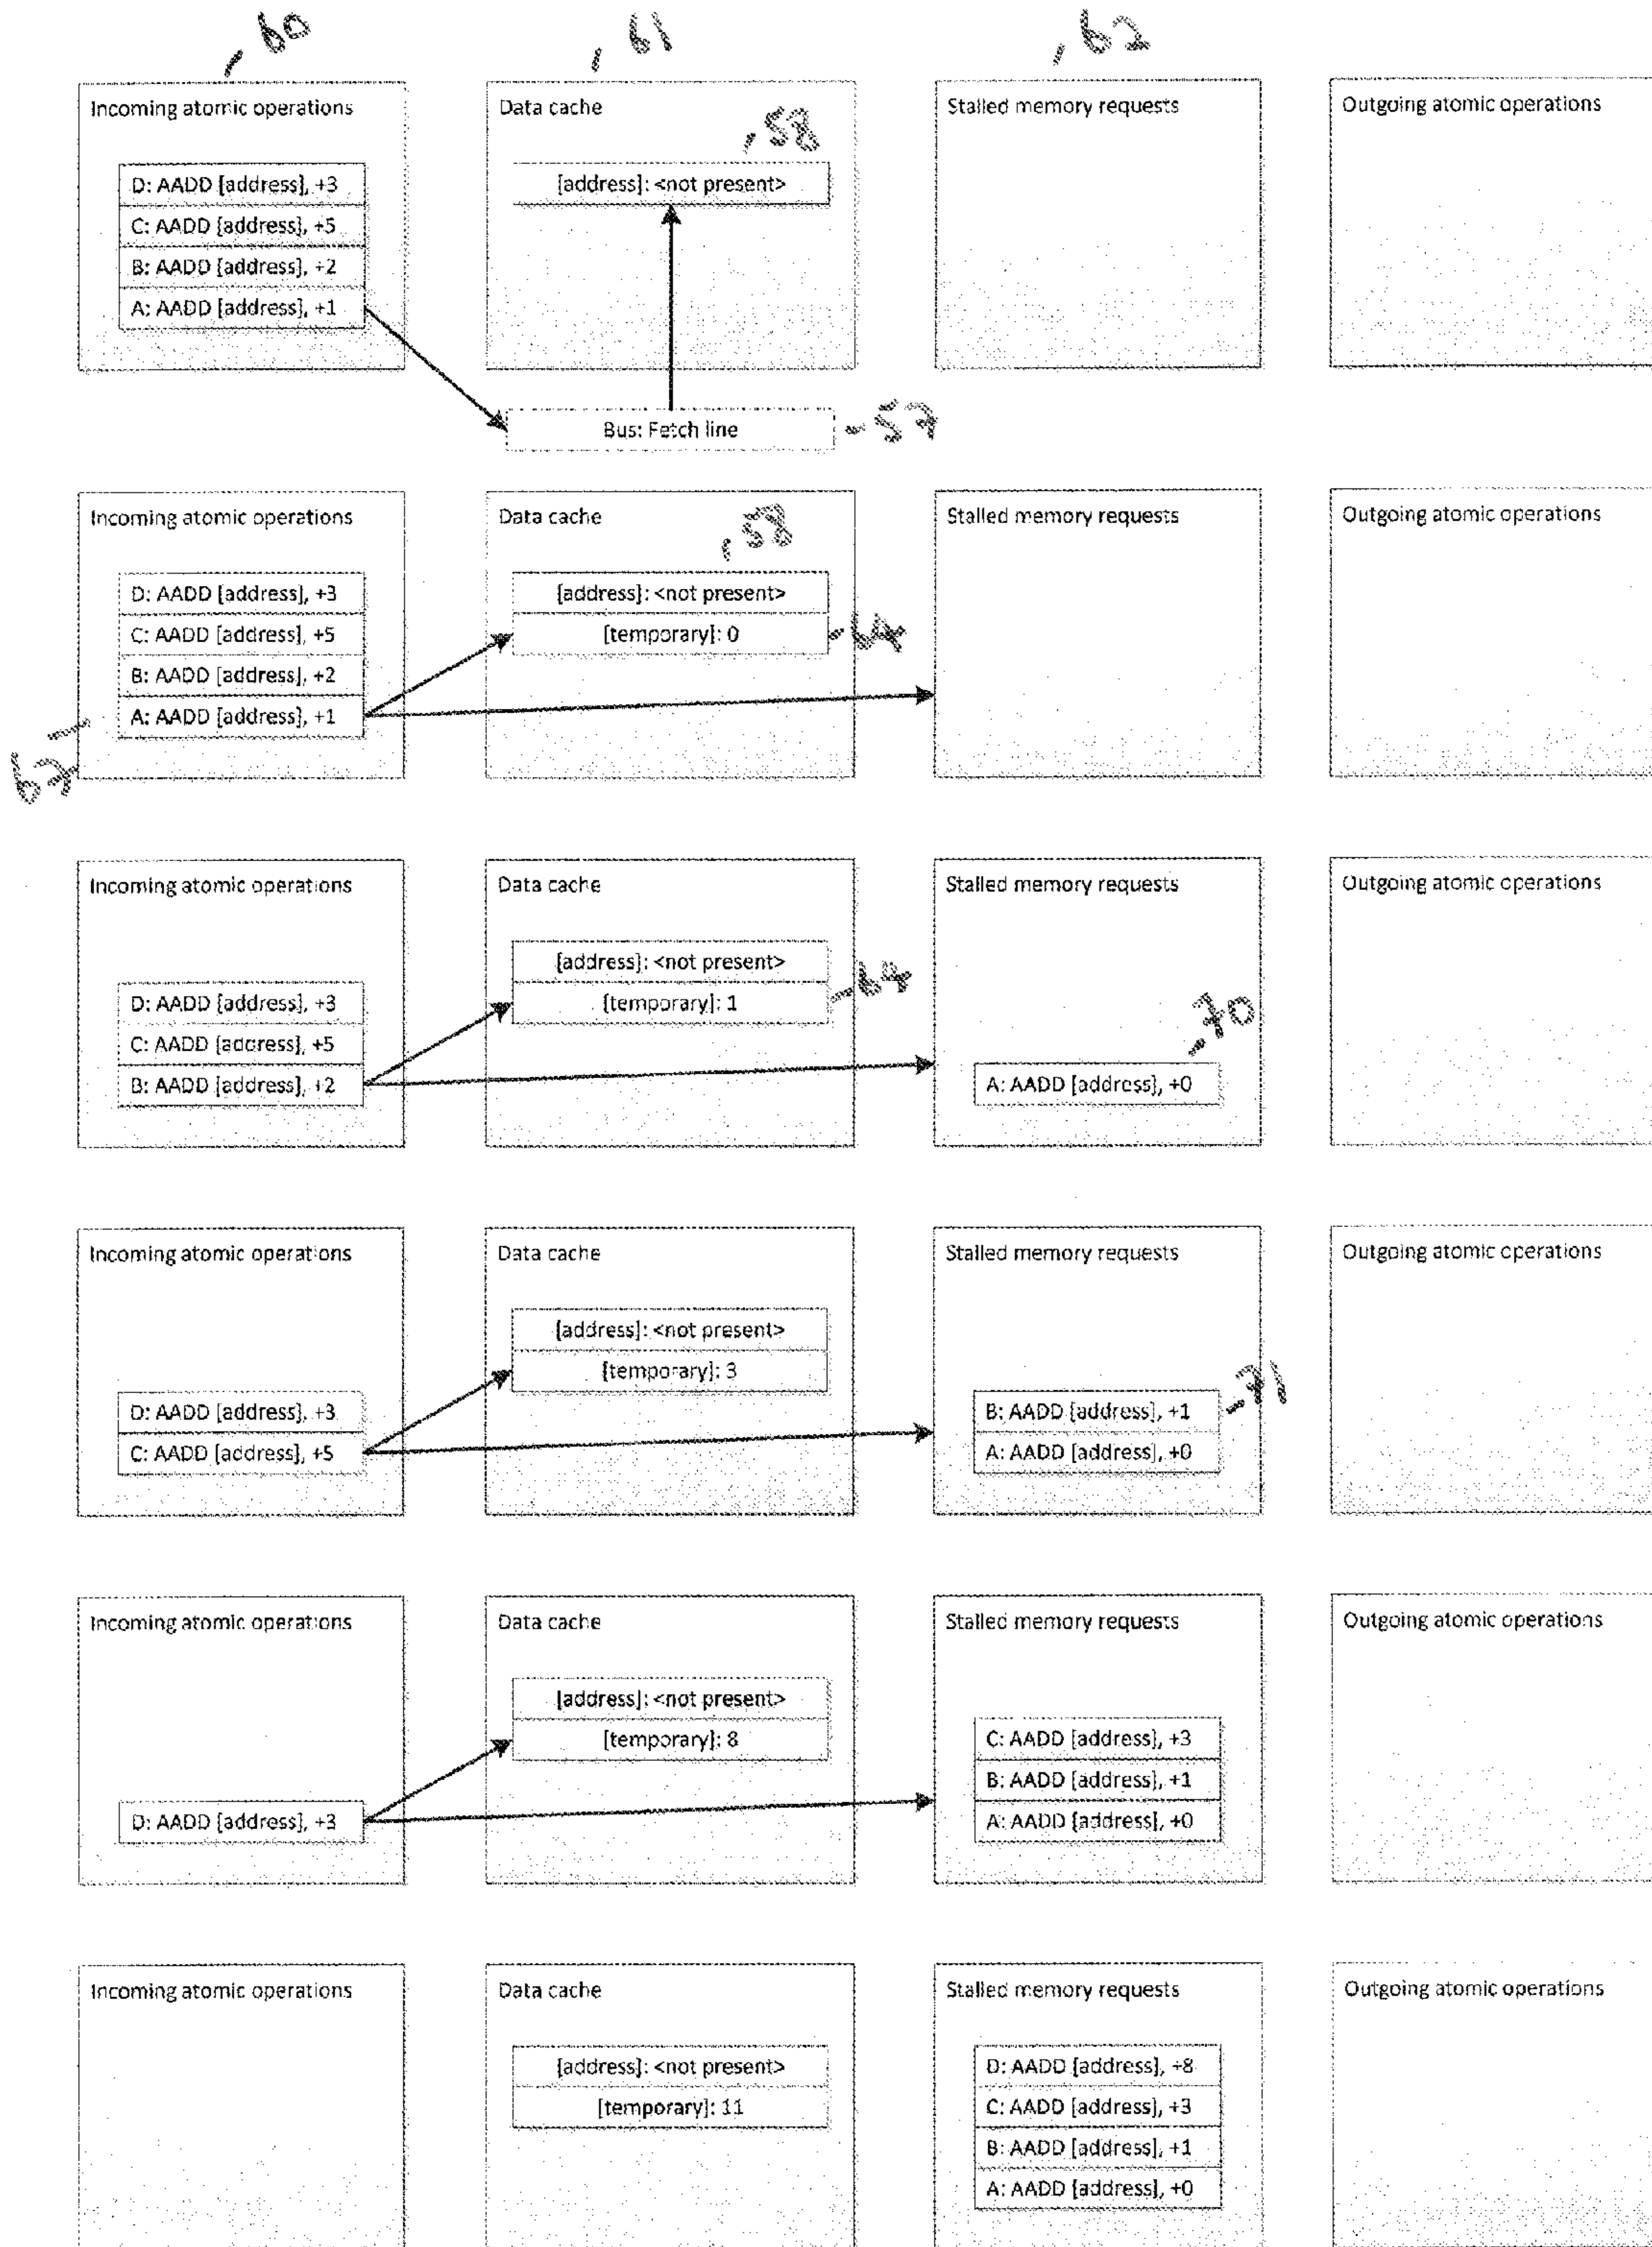 60
61
62
Incoming atomic operations
Data cache
Stalled memory requests
Outgoing atomic operations
58
D: AADD [address], +3
C: AADD [address], +5
B: AADD [address], +2
A: AADD [address], +1
[address]: <not present>
Bus: Fetch line
57
Incoming atomic operations
Data cache
Stalled memory requests
Outgoing atomic operations
58
D: AADD [address], +3
C: AADD [address], +5
B: AADD [address], +2
A: AADD [address], +1
[address]: <not present>
[temporary]: 0
64
Incoming atomic operations
Data cache
Stalled memory requests
Outgoing atomic operations
D: AADD [address], +3
C: AADD [address], +5
B: AADD [address], +2
[address]: <not present>
[temporary]: 1
64
70
A: AADD [address], +0
Incoming atomic operations
Data cache
Stalled memory requests
Outgoing atomic operations
D: AADD [address], +3
C: AADD [address], +5
[address]: <not present>
[temporary]: 3
B: AADD [address], +1
A: AADD [address], +0
71
Incoming atomic operations
Data cache
Stalled memory requests
Outgoing atomic operations
D: AADD [address], +3
[address]: <not present>
[temporary]: 8
C: AADD [address], +3
B: AADD [address], +1
A: AADD [address], +0
Incoming atomic operations
Data cache
Stalled memory requests
Outgoing atomic operations
[address]: <not present>
[temporary]: 11
D: AADD [address], +8
C: AADD [address], +3
B: AADD [address], +1
A: AADD [address], +0